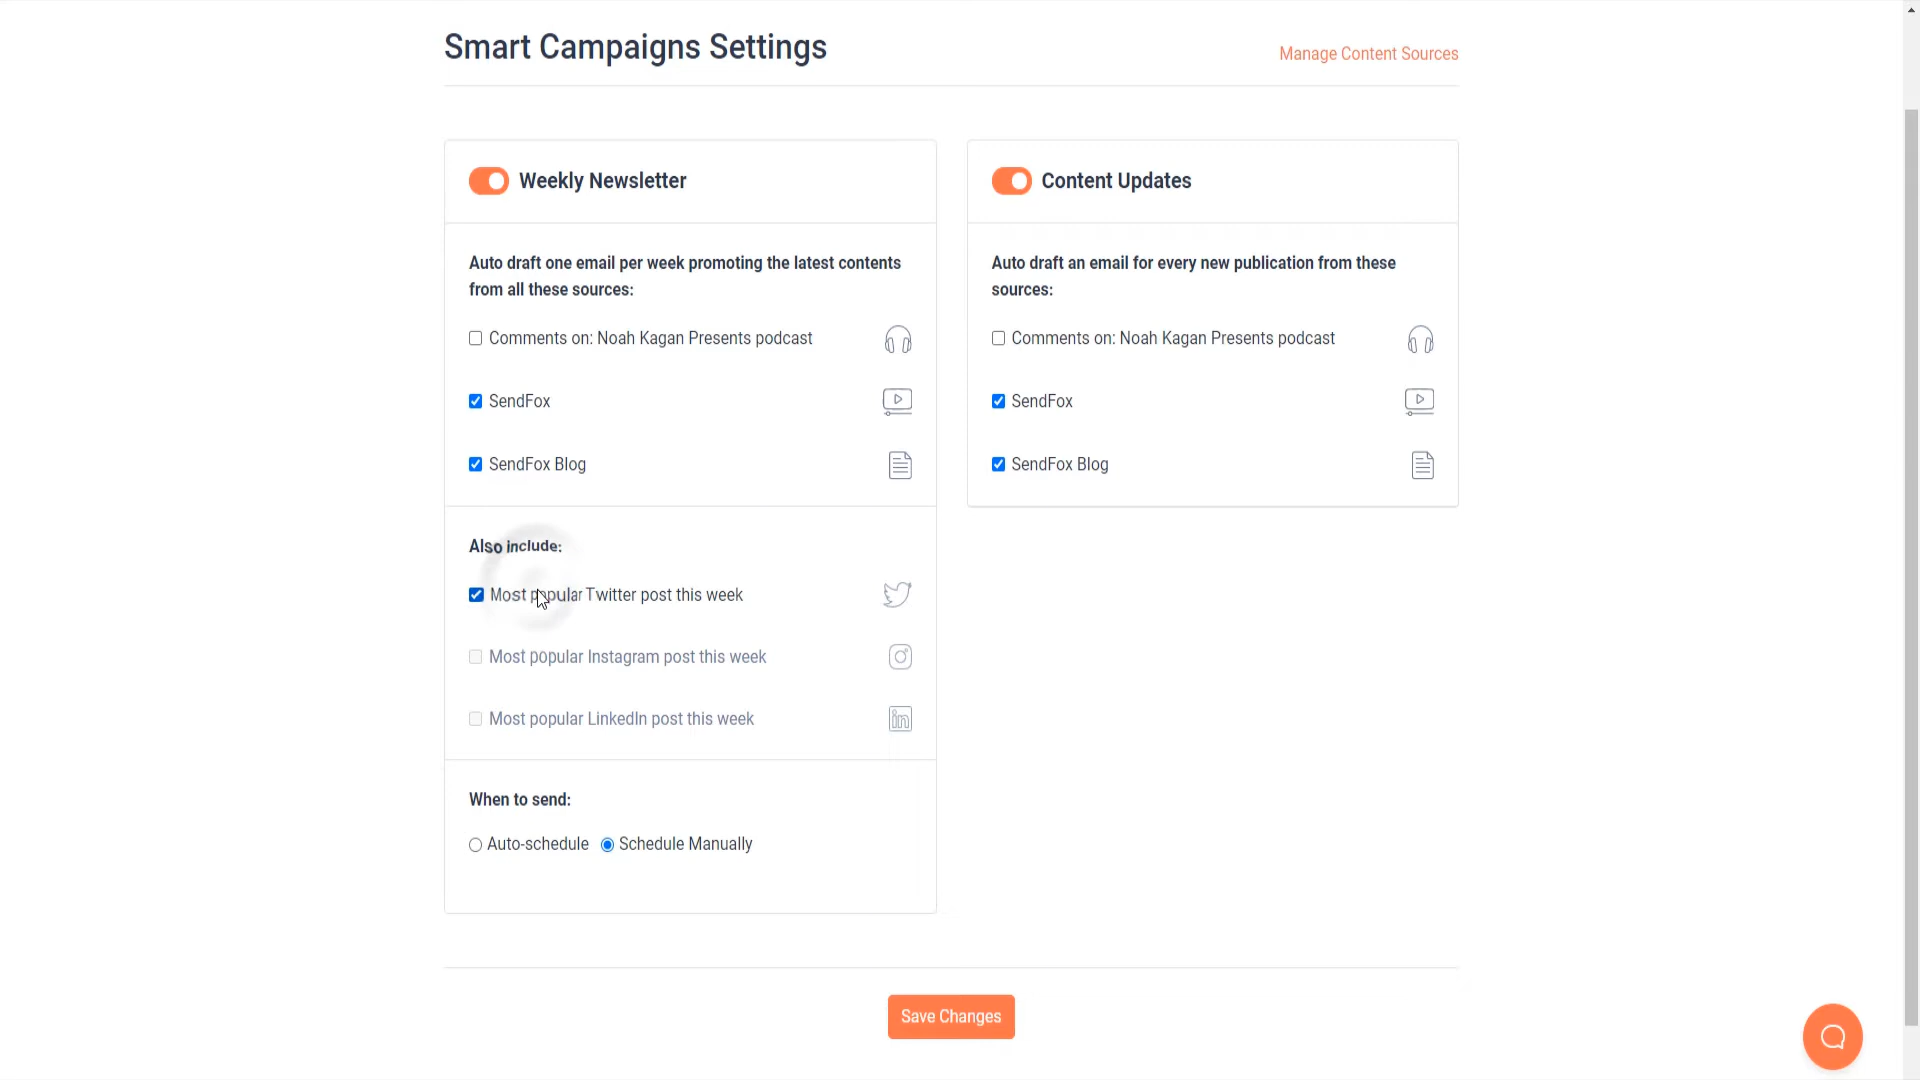 Smart Campaigns Settings
Manage Content Sources
Weekly Newsletter
Auto draft one email per week promoting the latest contents
from all these sources:
Comments on: Noah Kagan Presents podcast
SendFox
SendFox Blog
Also include:
Most popular Twitter post this week
Most popular Instagram post this week
Most popular LinkedIn post this week
When to send:
Auto-schedule
Schedule Manually
Content Updates
Auto draft an email for every new publication from these
sources:
Comments on: Noah Kagan Presents podcast
SendFox
SendFox Blog
Save Changes